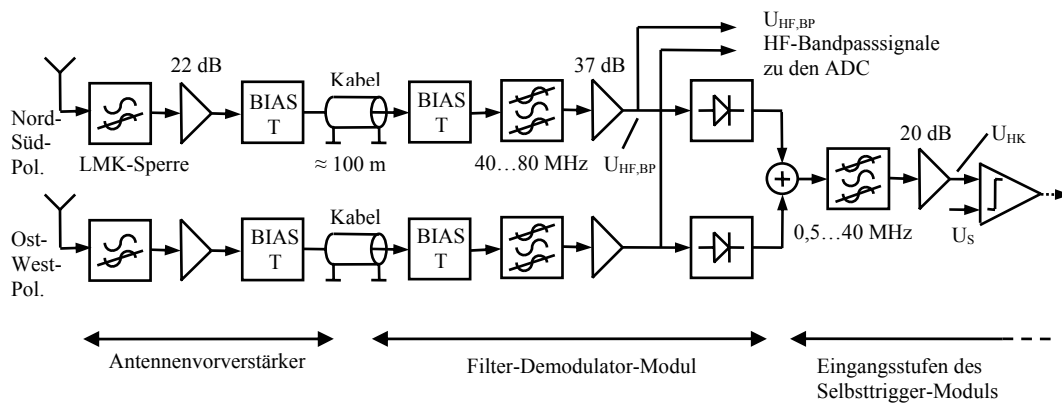 U_HF,BP
HF-Bandpasssignale
zu den ADC
22 dB
Kabel
37 dB
BIAS
T
BIAS
T
Nord-
Süd-
Pol.
LMK-Sperre
≈ 100 m
40…80 MHz
U_HF,BP
20 dB
U_HK
+
0,5…40 MHz
U_S
Kabel
BIAS
T
BIAS
T
Ost-
West-
Pol.
Antennenvorverstärker
Filter-Demodulator-Modul
Eingangsstufen des
Selbsttrigger-Moduls